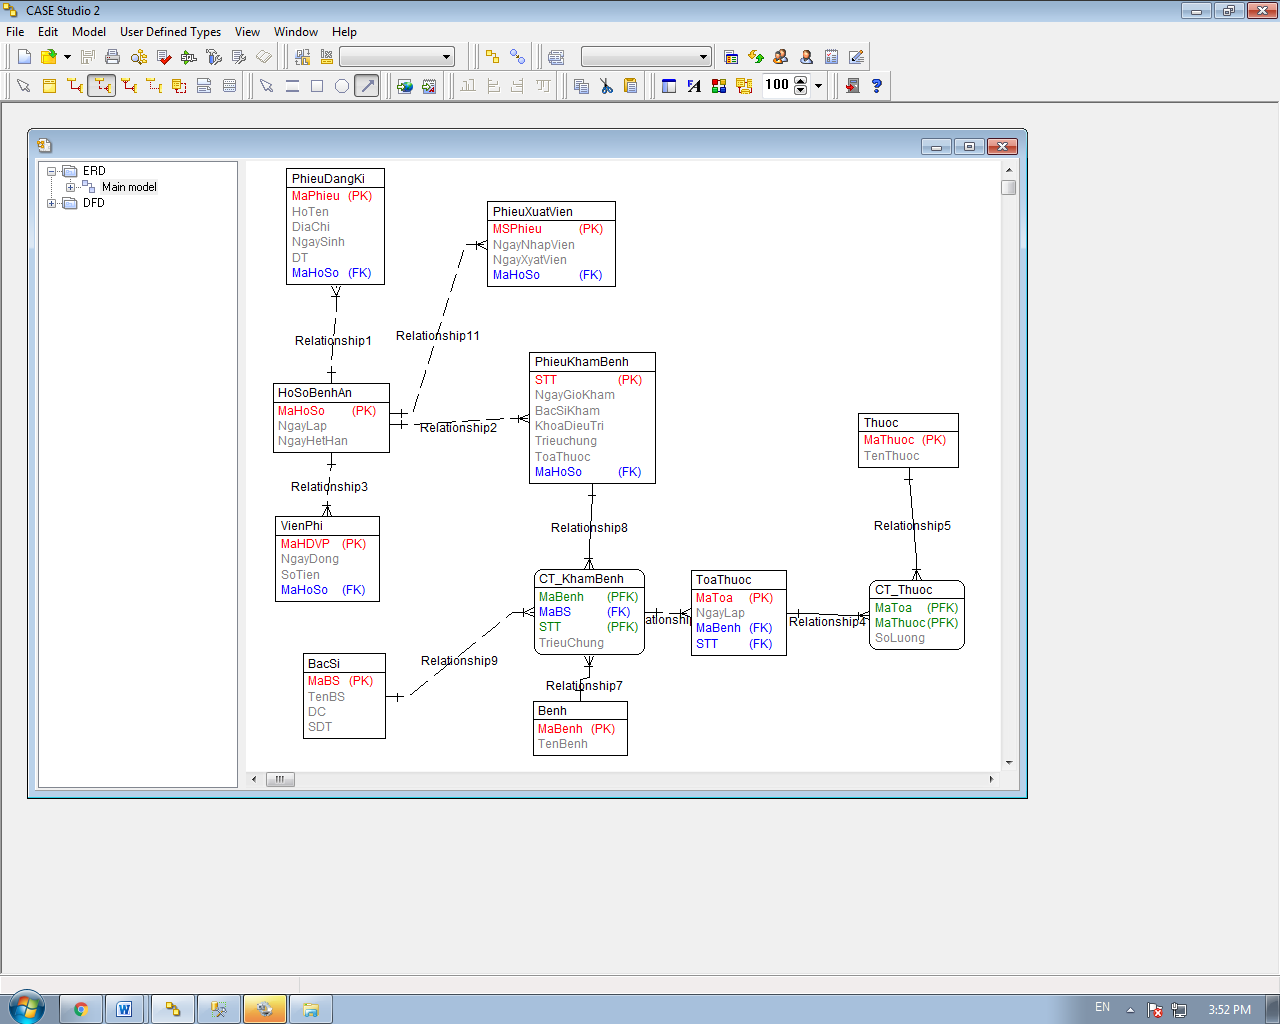 CASE Studio 2
File Edit Model User Defined Types View Window Help
100
ERD
Main model
DFD
PhieuDangKi
MaPhieu (PK)
HoTen
DiaChi
NgaySinh
DT
MaHoSo (FK)
PhieuXuatVien
MSPhieu (PK)
NgayNhapVien
NgayXyatVien
MaHoSo (FK)
Relationship1
Relationship11
HoSoBenhAn
MaHoSo (PK)
NgayLap
NgayHetHan
PhieuKhamBenh
STT (PK)
NgayGioKham
BacSiKham
KhoaDieuTri
Trieuchung
ToaThuoc
MaHoSo (FK)
Relationship2
Thuoc
MaThuoc (PK)
TenThuoc
Relationship3
VienPhi
MaHDVP (PK)
NgayDong
SoTien
MaHoSo (FK)
Relationship8
Relationship5
CT_KhamBenh
MaBenh (PFK)
MaBS (FK)
STT (PFK)
TrieuChung
ationship
ToaThuoc
MaToa (PK)
NgayLap
MaBenh (FK)
STT (FK)
Relationship4
CT_Thuoc
MaToa (PFK)
MaThuoc (PFK)
SoLuong
Relationship9
BacSi
MaBS (PK)
TenBS
DC
SDT
Relationship7
Benh
MaBenh (PK)
TenBenh
EN
3:52 PM